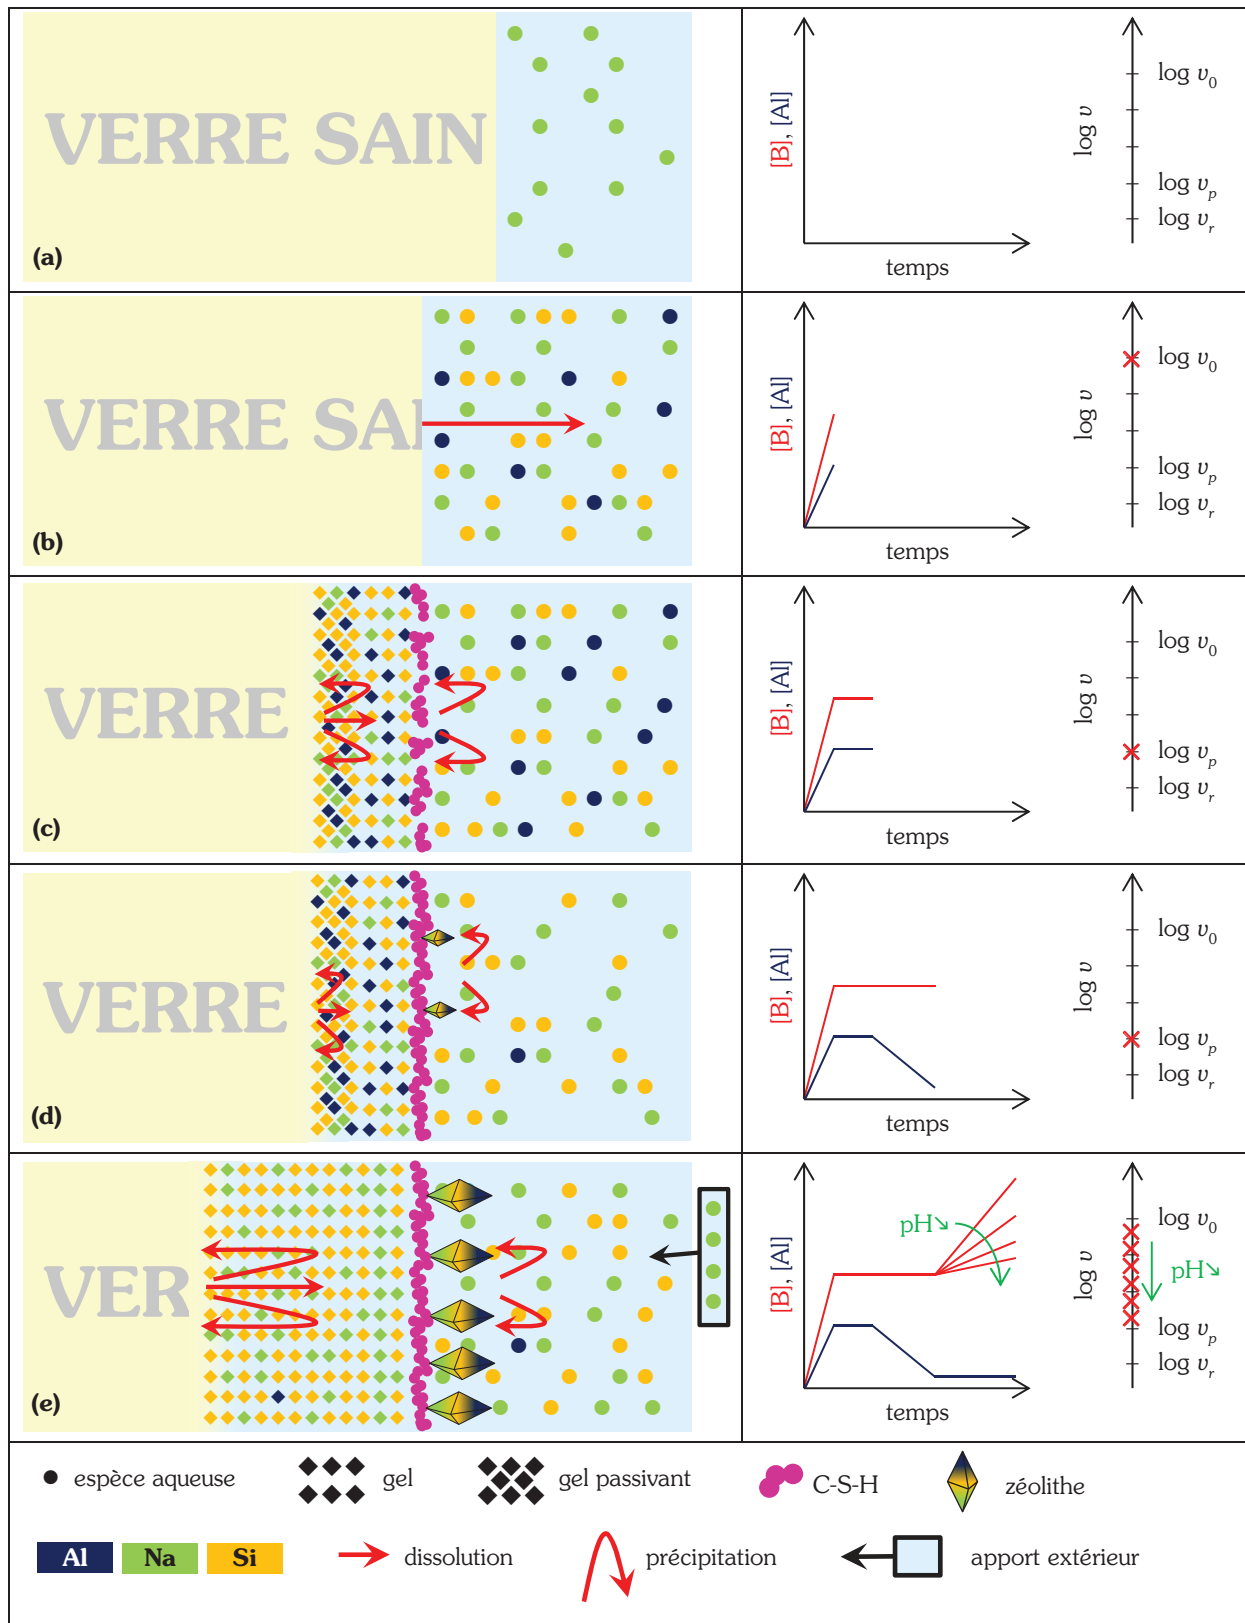 VERRE SAIN
(a)
[B], [Al]
temps
log v
log v₀
log vₚ
log vᵣ
VERRE SAI
(b)
[B], [Al]
temps
log v
log v₀
log vₚ
log vᵣ
VERRE
(c)
[B], [Al]
temps
log v
log v₀
log vₚ
log vᵣ
VERRE
(d)
[B], [Al]
temps
log v
log v₀
log vₚ
log vᵣ
VER
(e)
[B], [Al]
pH↘
temps
log v
log v₀
pH↘
log vₚ
log vᵣ
espèce aqueuse
gel
gel passivant
C-S-H
zéolithe
Al Na Si
dissolution
précipitation
apport extérieur